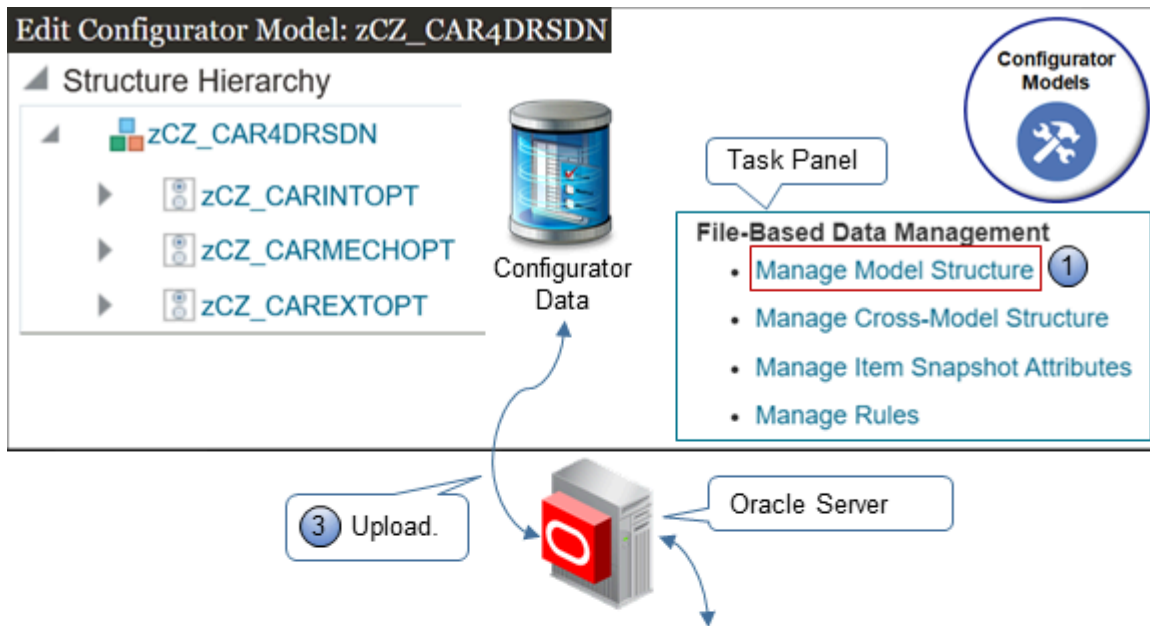 Edit Configurator Model: zCZ_CAR4DRSDN
Structure Hierarchy
zCZ_CAR4DRSDN
zCZ_CARINTOPT
zCZ_CARMECHOPT
zCZ_CAREXTOPT
Configurator
Data
Configurator
Models
Task Panel
File-Based Data Management
• Manage Model Structure 1
• Manage Cross-Model Structure
• Manage Item Snapshot Attributes
• Manage Rules
3 Upload.
Oracle Server